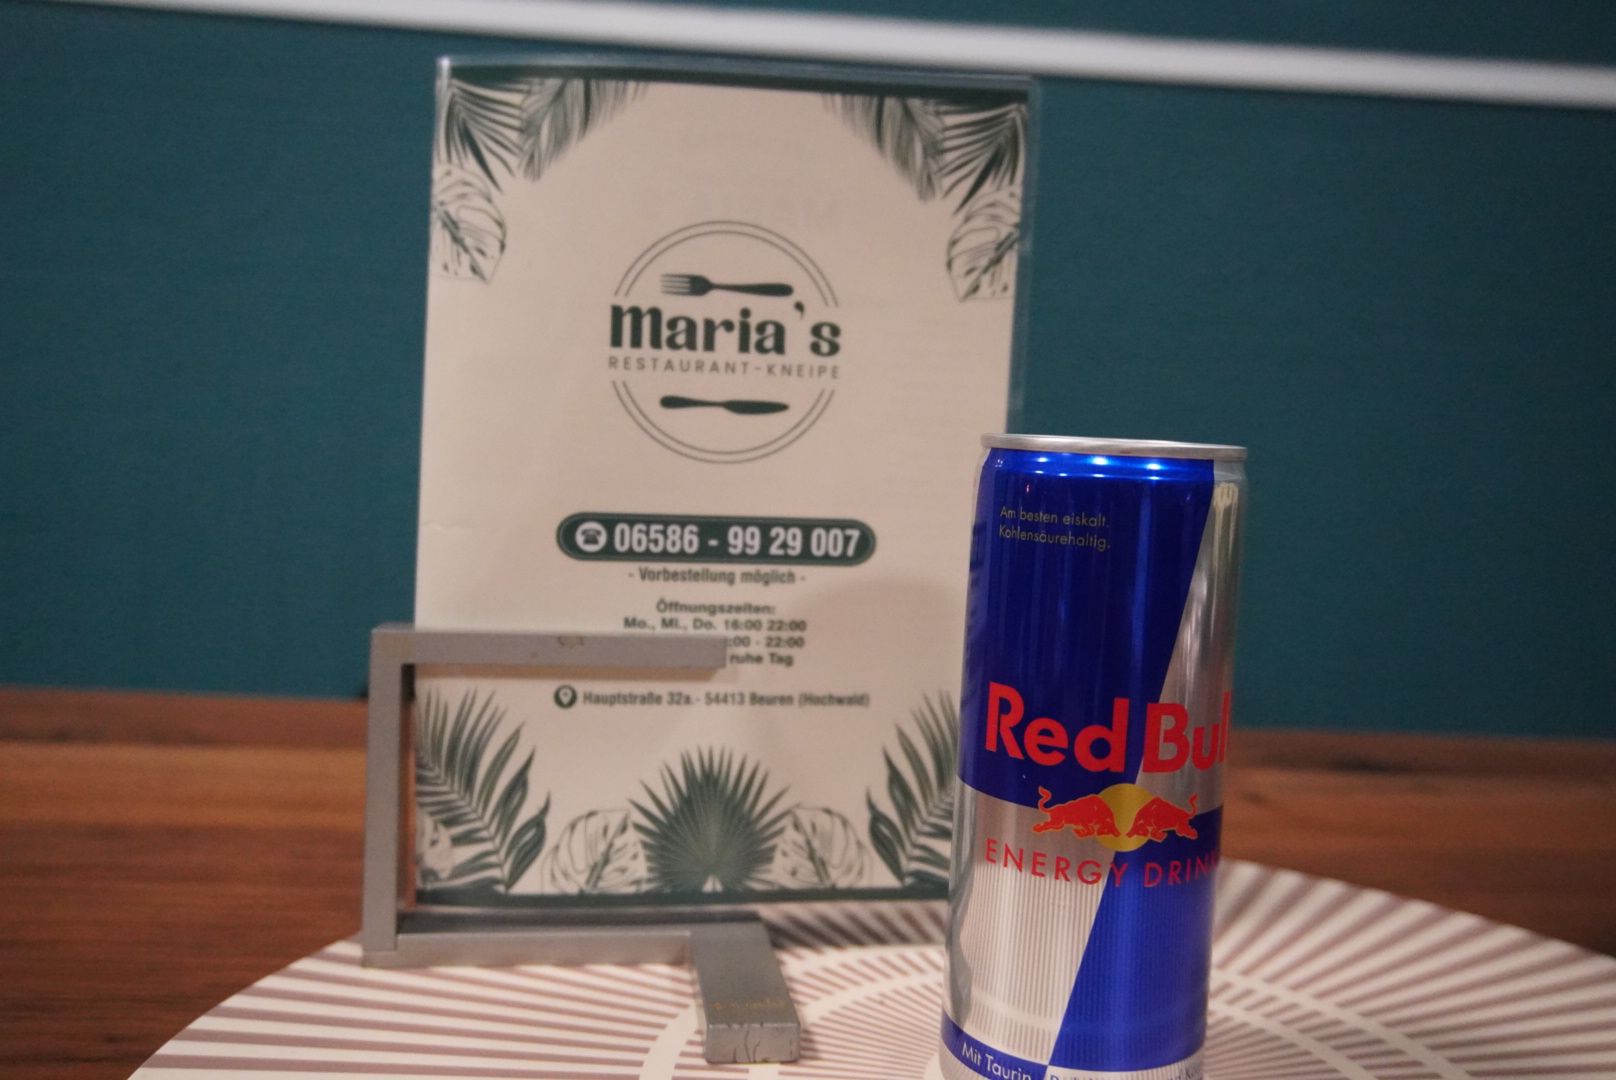 Maria's
RESTAURANT-KNEIPE
06586 - 99 29 007
- Vorbestellung möglich -
Öffnungszeiten:
Mo., Mi., Do. 16:00 22:00
:00 - 22:00
ruhe Tag
Hauptstraße 32a.- 54413 Beuren (Hochwald)
Am besten eiskalt.
Kohlensäurehaltig.
Red Bul
ENERGY DRIN
Mit Taurin